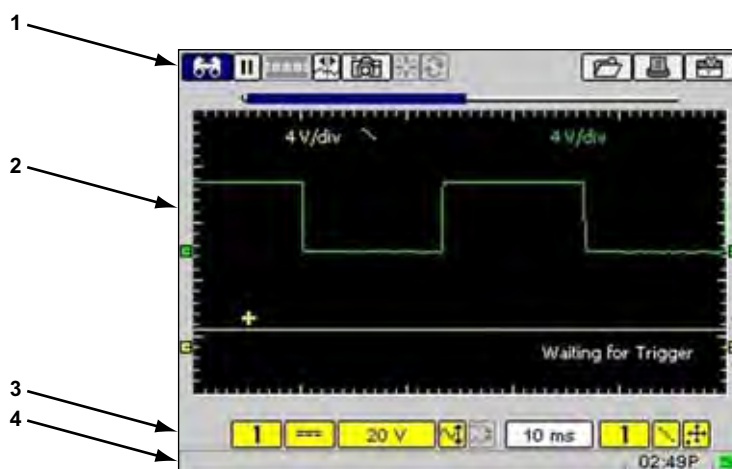 1
4 V/div 4 V/div
2
Waiting for Trigger
3
1 20 V 10 ms 1
4
02:49P